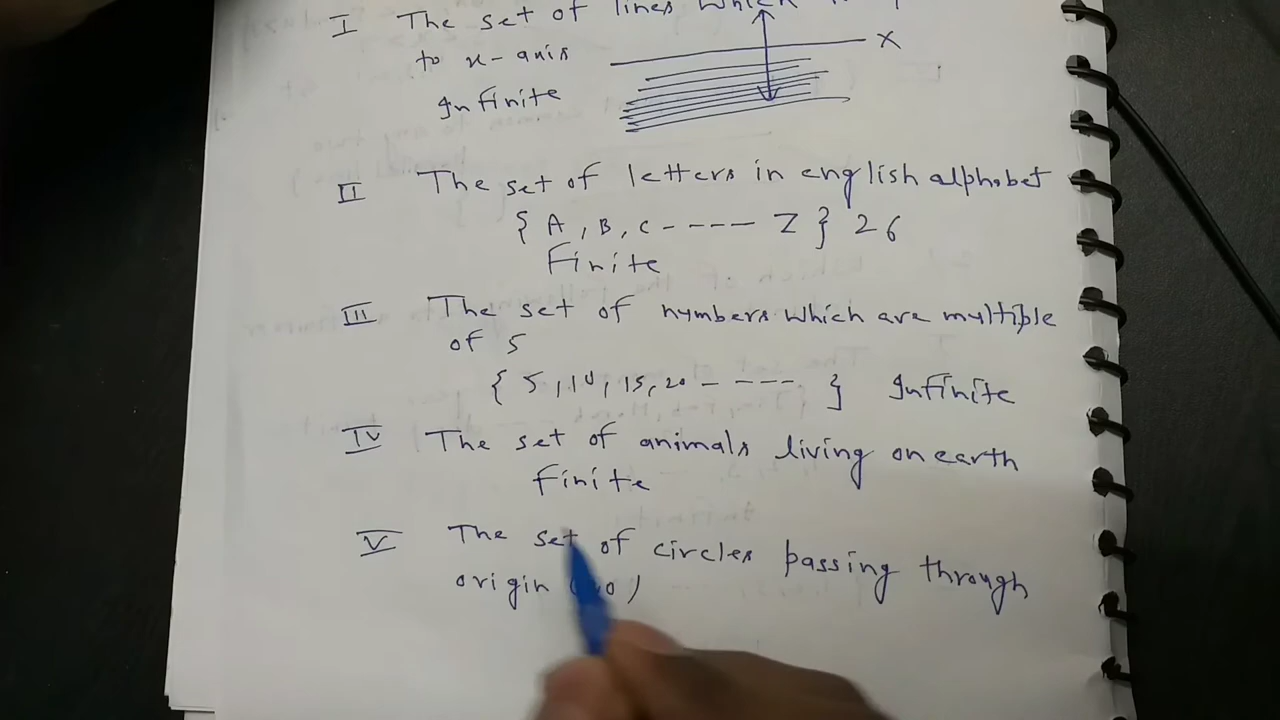 I The set of lines which
to x-axis
X
Infinite
II The set of letters in english alphabet
{ A, B, C ---- Z } 26
Finite
III The set of numbers which are multiple
of 5
{ 5, 10, 15, 20 - ---- } Infinite
IV The set of animals living on earth
Finite
V The set of circles passing through
origin